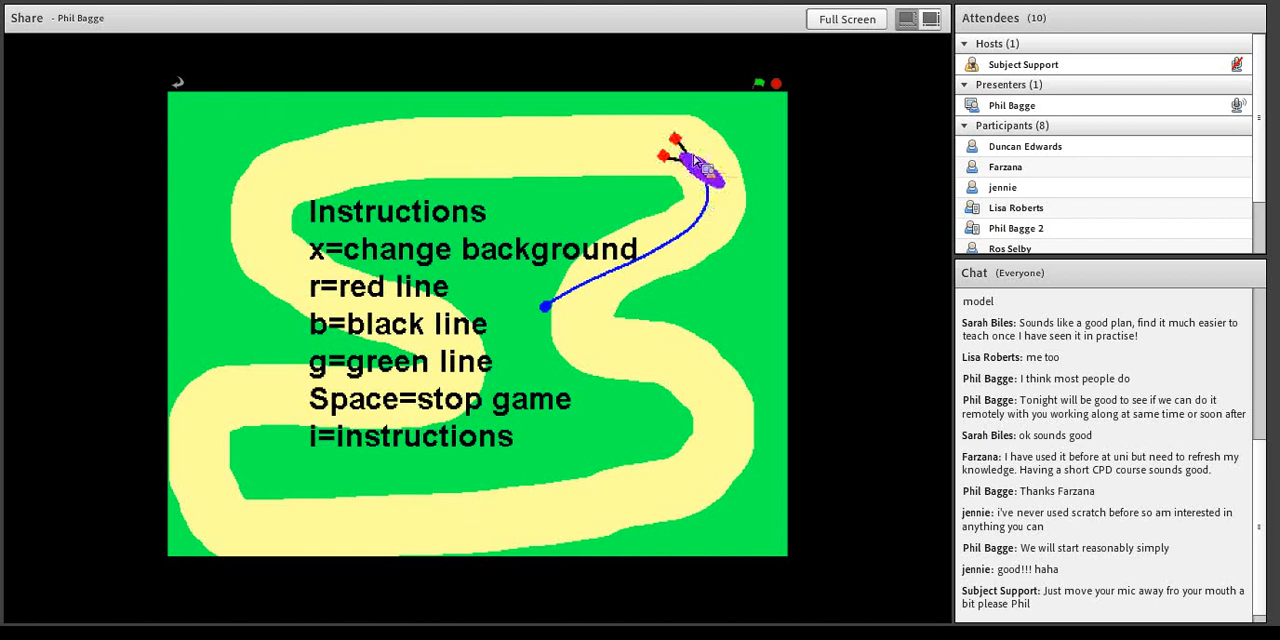 Share - Phil Bagge
Full Screen
Instructions
x=change background
r=red line
b=black line
g=green line
Space=stop game
i=instructions
Attendees (10)
Hosts (1)
Subject Support
Presenters (1)
Phil Bagge
Participants (8)
Duncan Edwards
Farzana
jennie
Lisa Roberts
Phil Bagge 2
Ros Selby
Chat (Everyone)
model
Sarah Biles: Sounds like a good plan, find it much easier to
teach once I have seen it in practise!
Lisa Roberts: me too
Phil Bagge: I think most people do
Phil Bagge: Tonight will be good to see if we can do it
remotely with you working along at same time or soon after
Sarah Biles: ok sounds good
Farzana: I have used it before at uni but need to refresh my
knowledge. Having a short CPD course sounds good.
Phil Bagge: Thanks Farzana
jennie: i've never used scratch before so am interested in
anything you can
Phil Bagge: We will start reasonably simply
jennie: good!!! haha
Subject Support: Just move your mic away fro your mouth a
bit please Phil